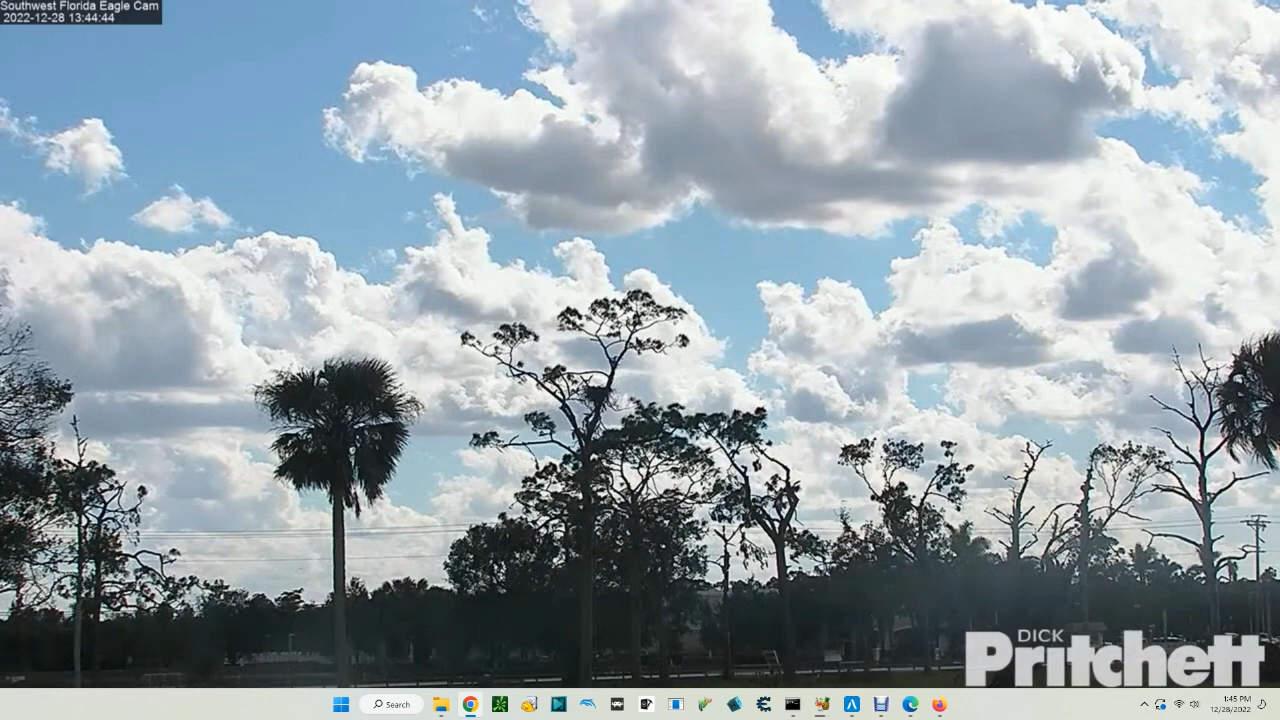 Southwest Florida Eagle Cam
2022-12-28 13:44:44
DICK
Pritchett
Search
1:45 PM
12/28/2022